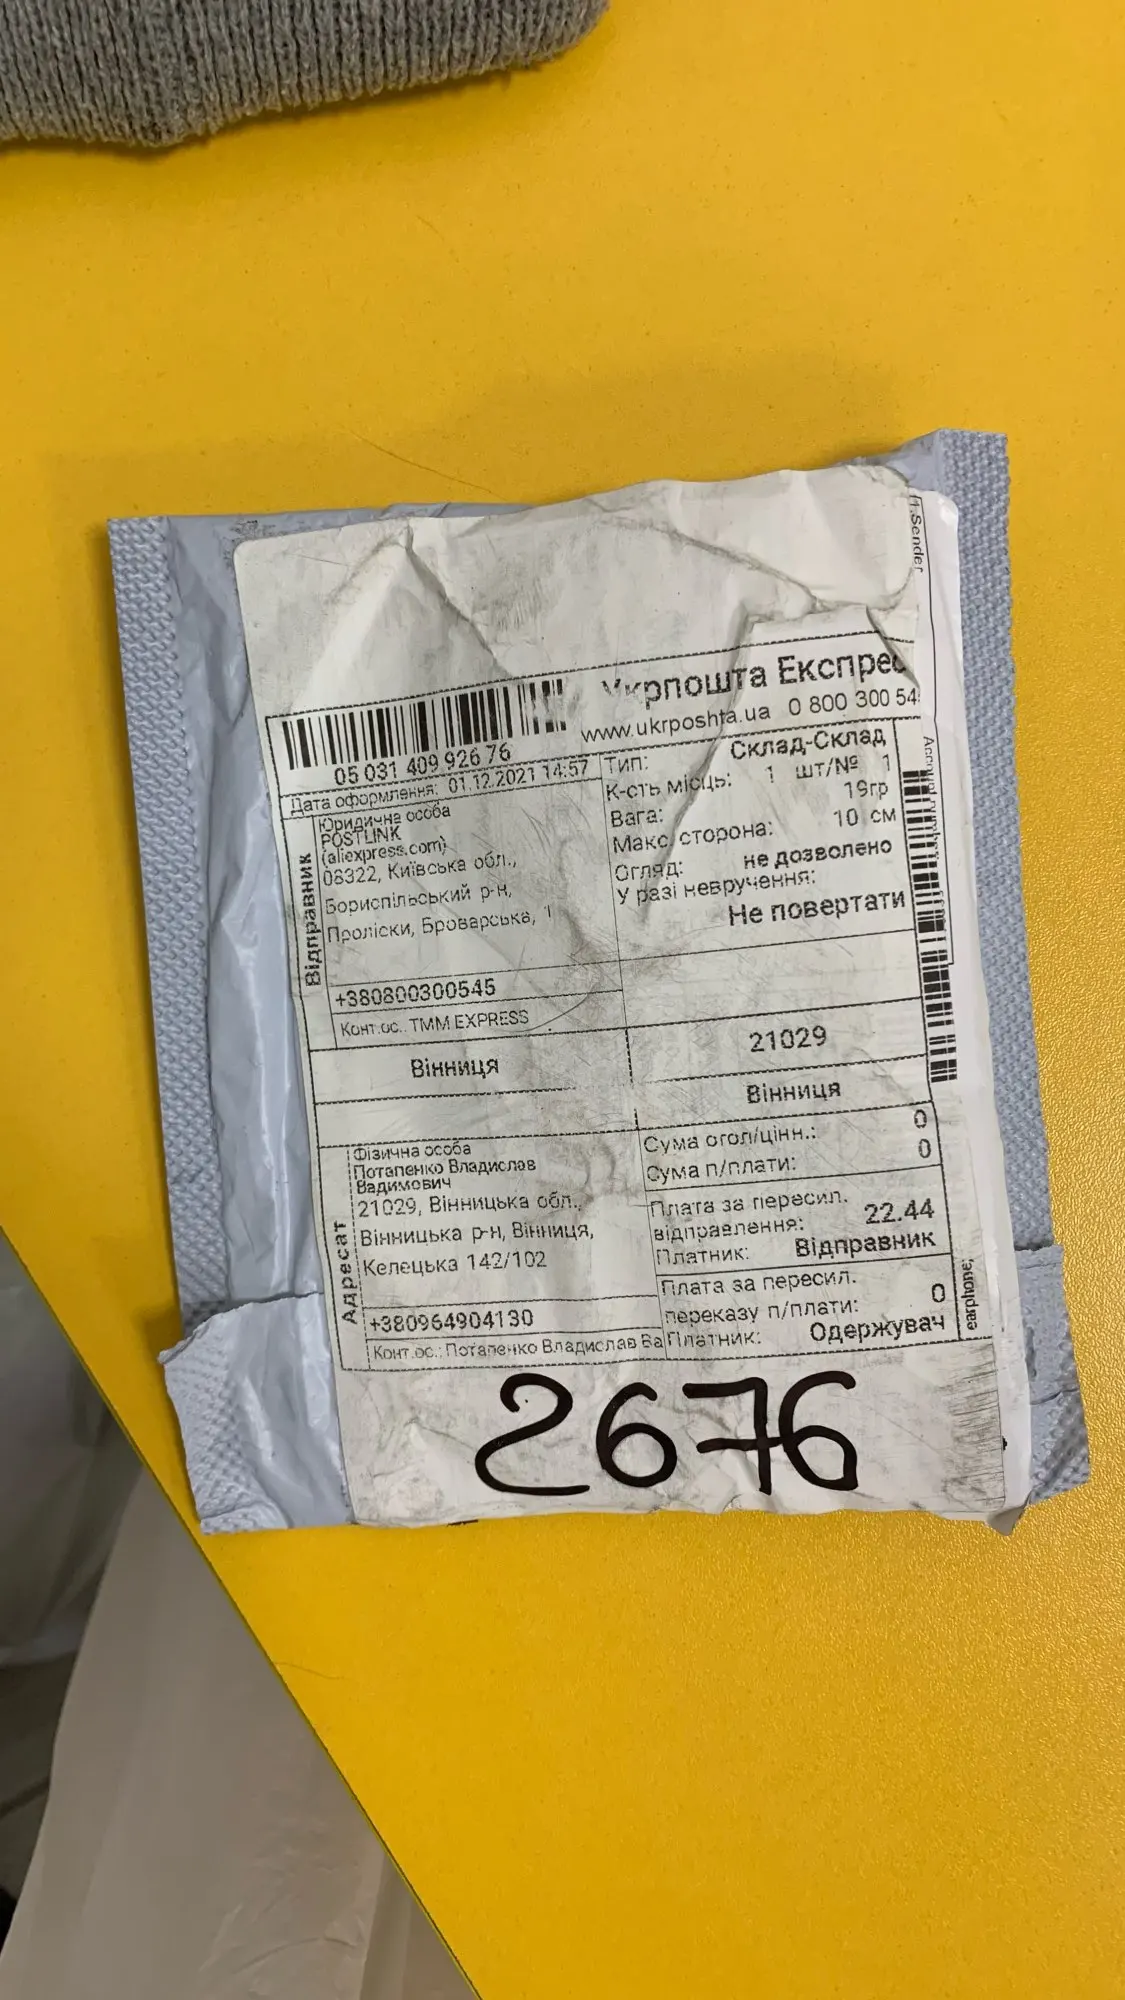 Укрпошта Експрес
www.ukrposhta.ua 0 800 300 54
05 031 409 926 76
Дата оформлення: 01.12.2021 14:57
Відправник
Юридична особа
POSTLINK
(aliexpress.com)
08322, Київська обл.,
Бориспільський р-н,
Проліски, Броварська, 1
+380800300545
Конт.ос.: TMM EXPRESS
Тип: Склад-Склад
К-сть місць: 1 шт/№ 1
Вага: 19гр
Макс. сторона: 10 см
Огляд: не дозволено
У разі невручення:
Не повертати
Вінниця
21029
Вінниця
Адресат
Фізична особа
Потапенко Владислав
Вадимович
21029, Вінницька обл.,
Вінницька р-н, Вінниця,
Келецька 142/102
+380964904130
Конт.ос.: Потапенко Владислав Ва
Сума огол/цінн.: 0
Сума п/плати: 0
Плата за пересил.
відправлення: 22.44
Платник: Відправник
Плата за пересил.
переказу п/плати: 0
Платник: Одержувач
2676
1.Sender
earphone;